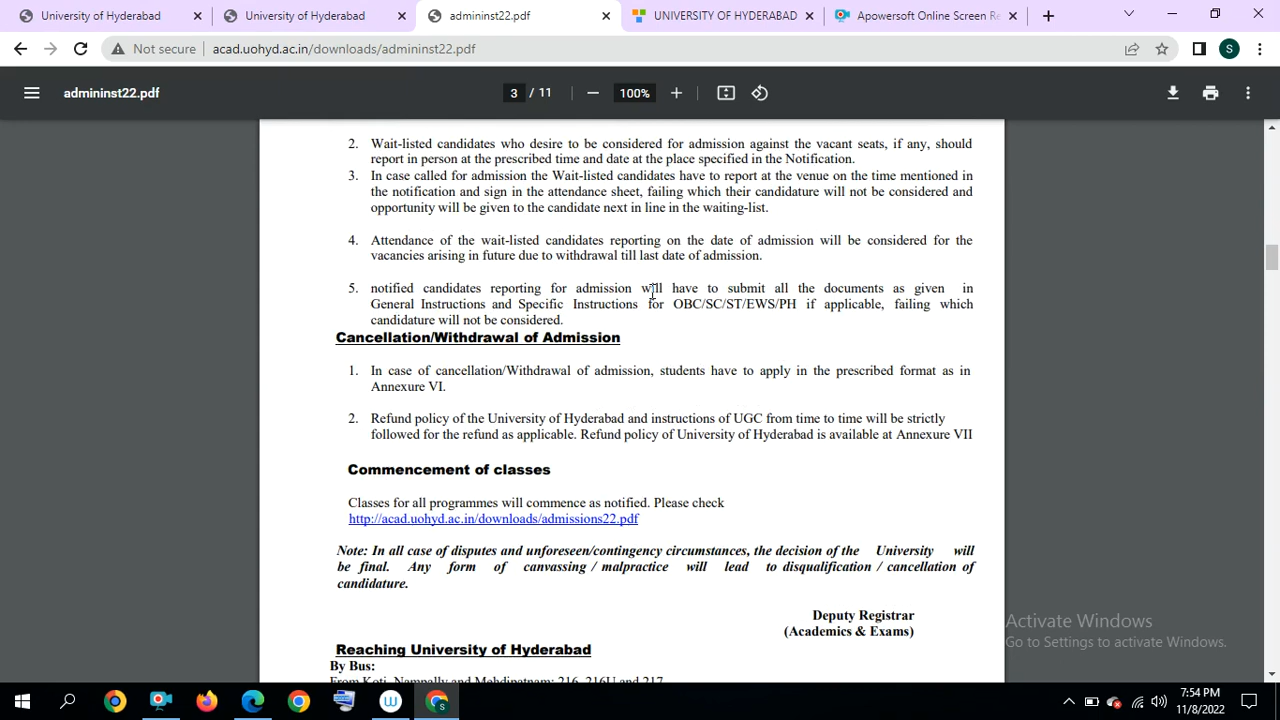 University of Hyderabad
University of Hyderabad
admininst22.pdf
UNIVERSITY OF HYDERABAD
Apowersoft Online Screen Re
Not secure
acad.uohyd.ac.in/downloads/admininst22.pdf
S
admininst22.pdf
3 / 11
100%
2. Wait-listed candidates who desire to be considered for admission against the vacant seats, if any, should
report in person at the prescribed time and date at the place specified in the Notification.
3. In case called for admission the Wait-listed candidates have to report at the venue on the time mentioned in
the notification and sign in the attendance sheet, failing which their candidature will not be considered and
opportunity will be given to the candidate next in line in the waiting-list.
4. Attendance of the wait-listed candidates reporting on the date of admission will be considered for the
vacancies arising in future due to withdrawal till last date of admission.
5. notified candidates reporting for admission will have to submit all the documents as given in
General Instructions and Specific Instructions for OBC/SC/ST/EWS/PH if applicable, failing which
candidature will not be considered.
Cancellation/Withdrawal of Admission
1. In case of cancellation/Withdrawal of admission, students have to apply in the prescribed format as in
Annexure VI.
2. Refund policy of the University of Hyderabad and instructions of UGC from time to time will be strictly
followed for the refund as applicable. Refund policy of University of Hyderabad is available at Annexure VII
Commencement of classes
Classes for all programmes will commence as notified. Please check
http://acad.uohyd.ac.in/downloads/admissions22.pdf
Note: In all case of disputes and unforeseen/contingency circumstances, the decision of the University will
be final. Any form of canvassing / malpractice will lead to disqualification / cancellation of
candidature.
Deputy Registrar
(Academics & Exams)
Reaching University of Hyderabad
By Bus:
From Koti, Nampally and Mehdipatnam: 216, 216U and 217
Activate Windows
Go to Settings to activate Windows.
7:54 PM
11/8/2022